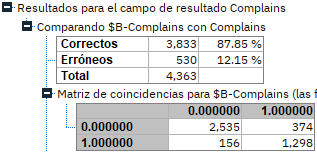 Resultados para el campo de resultado Complains
Comparando $B-Complains con Complains
Correctos 3,833 87.85 %
Erróneos 530 12.15 %
Total 4,363
Matriz de coincidencias para $B-Complains (las f
0.000000 1.000000
0.000000 2,535 374
1.000000 156 1,298